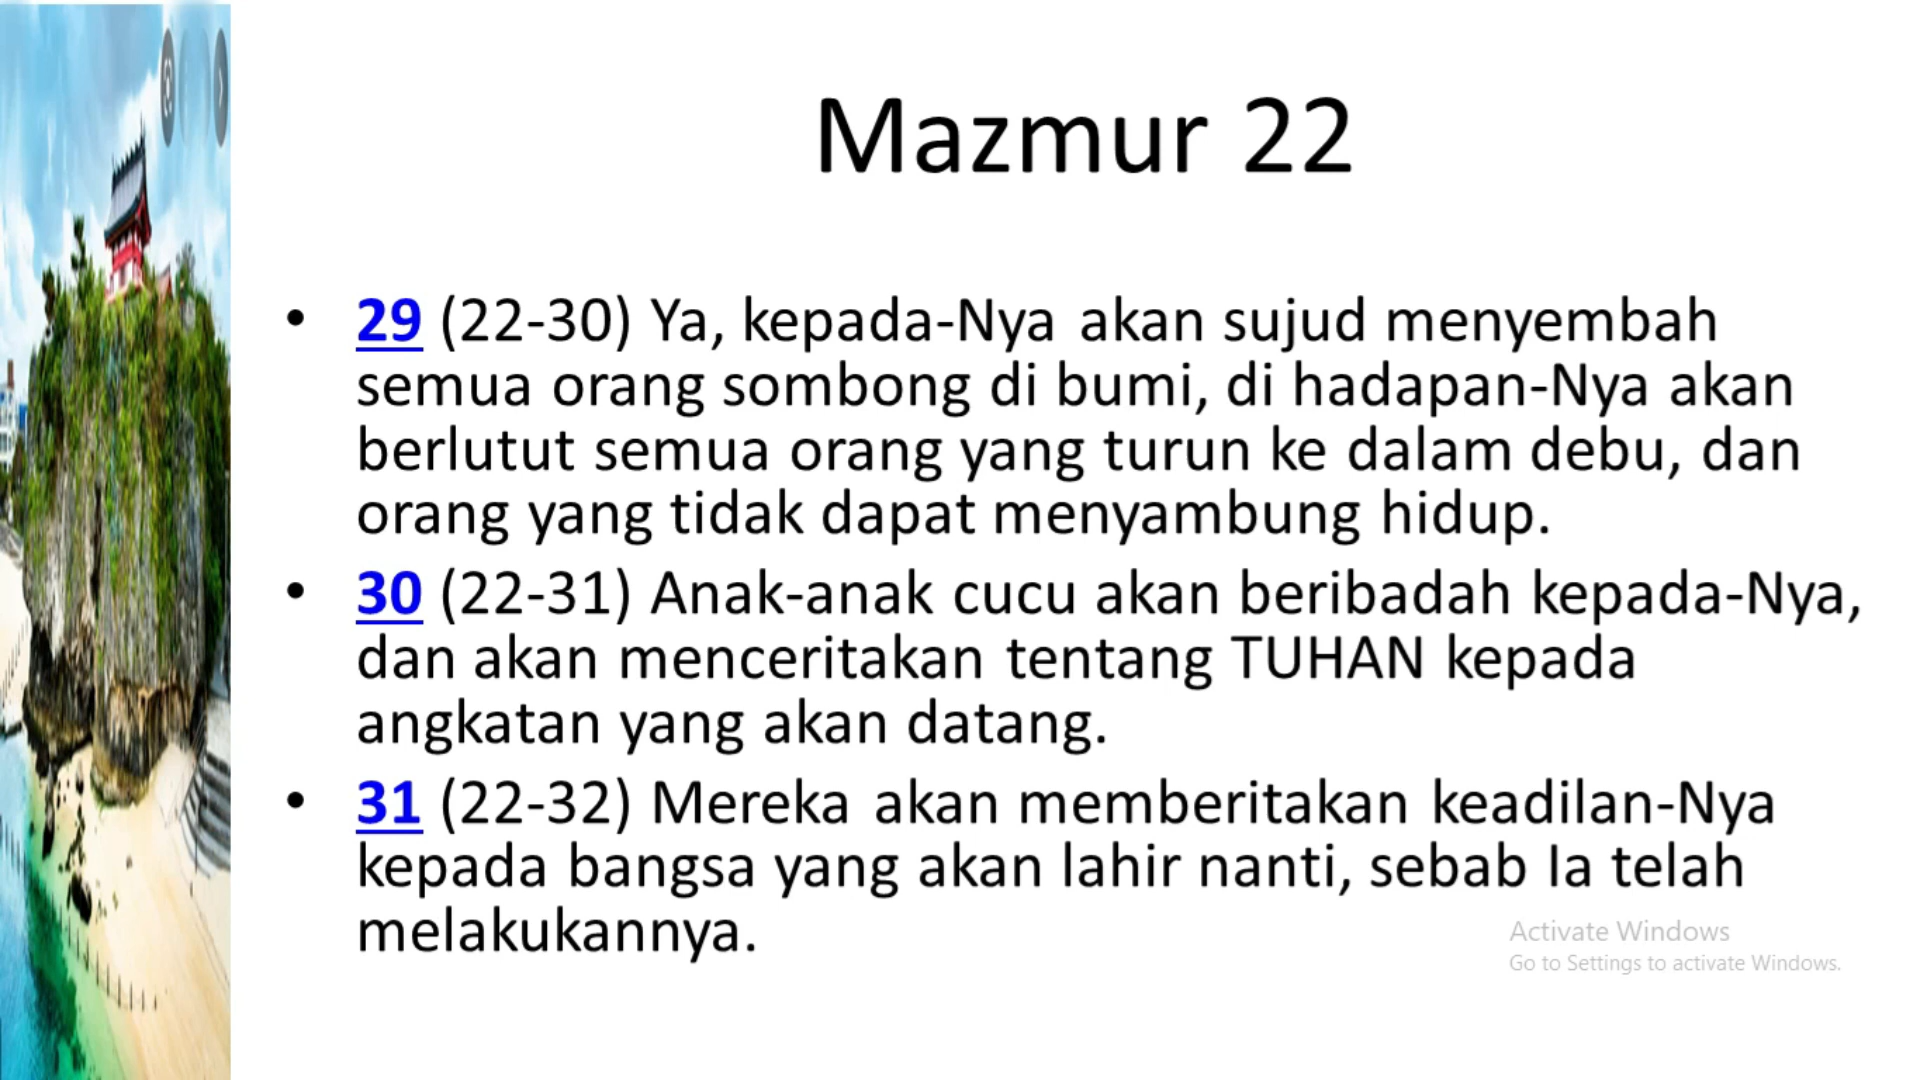 Mazmur 22
• 29 (22-30) Ya, kepada-Nya akan sujud menyembah
semua orang sombong di bumi, di hadapan-Nya akan
berlutut semua orang yang turun ke dalam debu, dan
orang yang tidak dapat menyambung hidup.
• 30 (22-31) Anak-anak cucu akan beribadah kepada-Nya,
dan akan menceritakan tentang TUHAN kepada
angkatan yang akan datang.
• 31 (22-32) Mereka akan memberitakan keadilan-Nya
kepada bangsa yang akan lahir nanti, sebab Ia telah
melakukannya.
Activate Windows
Go to Settings to activate Windows.